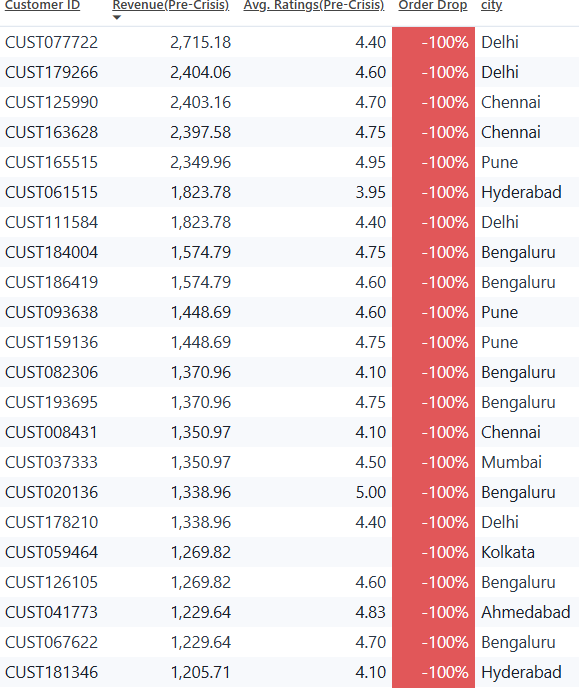 Customer ID Revenue(Pre-Crisis) Avg. Ratings(Pre-Crisis) Order Drop city
CUST077722 2,715.18 4.40 -100% Delhi
CUST179266 2,404.06 4.60 -100% Delhi
CUST125990 2,403.16 4.70 -100% Chennai
CUST163628 2,397.58 4.75 -100% Chennai
CUST165515 2,349.96 4.95 -100% Pune
CUST061515 1,823.78 3.95 -100% Hyderabad
CUST111584 1,823.78 4.40 -100% Delhi
CUST184004 1,574.79 4.75 -100% Bengaluru
CUST186419 1,574.79 4.60 -100% Bengaluru
CUST093638 1,448.69 4.60 -100% Pune
CUST159136 1,448.69 4.75 -100% Pune
CUST082306 1,370.96 4.10 -100% Bengaluru
CUST193695 1,370.96 4.75 -100% Bengaluru
CUST008431 1,350.97 4.10 -100% Chennai
CUST037333 1,350.97 4.50 -100% Mumbai
CUST020136 1,338.96 5.00 -100% Bengaluru
CUST178210 1,338.96 4.40 -100% Delhi
CUST059464 1,269.82 -100% Kolkata
CUST126105 1,269.82 4.60 -100% Bengaluru
CUST041773 1,229.64 4.83 -100% Ahmedabad
CUST067622 1,229.64 4.70 -100% Bengaluru
CUST181346 1,205.71 4.10 -100% Hyderabad